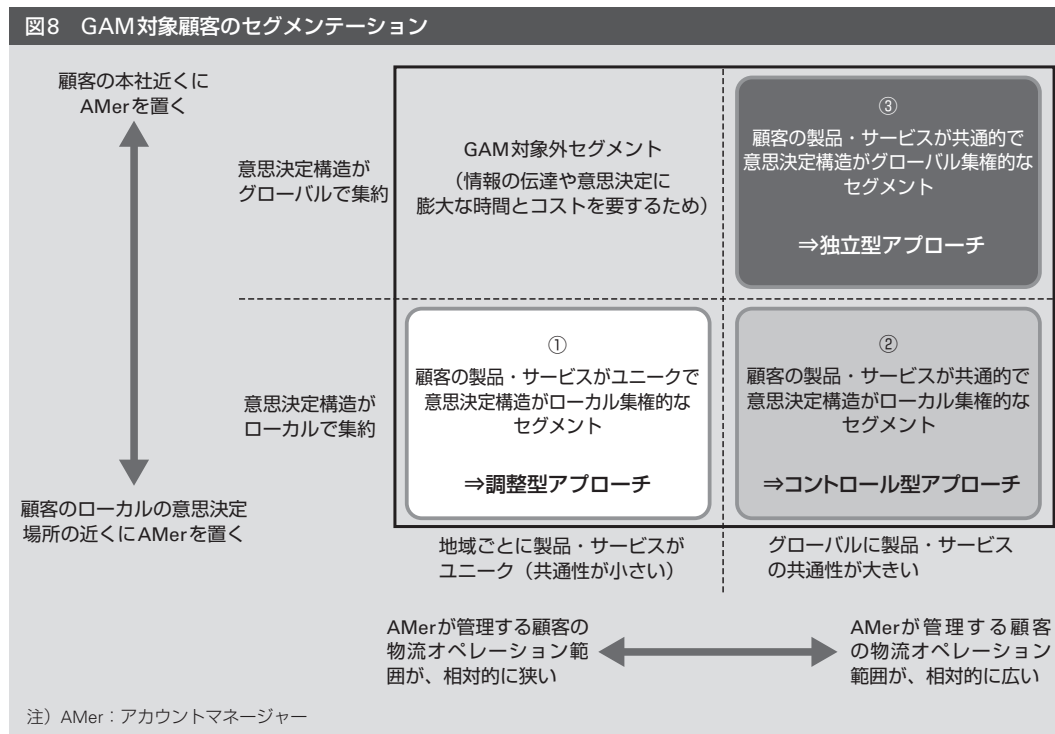 図8 GAM対象顧客のセグメンテーション
顧客の本社近くに
AMerを置く
意思決定構造が
グローバルで集約
GAM対象外セグメント
（情報の伝達や意思決定に
膨大な時間とコストを要するため）
③
顧客の製品・サービスが共通的で
意思決定構造がグローバル集権的な
セグメント
⇒独立型アプローチ
意思決定構造が
ローカルで集約
①
顧客の製品・サービスがユニークで
意思決定構造がローカル集権的な
セグメント
⇒調整型アプローチ
②
顧客の製品・サービスが共通的で
意思決定構造がローカル集権的な
セグメント
⇒コントロール型アプローチ
顧客のローカルの意思決定
場所の近くにAMerを置く
地域ごとに製品・サービスが
ユニーク（共通性が小さい）
グローバルに製品・サービス
の共通性が大きい
AMerが管理する顧客の
物流オペレーション範
囲が、相対的に狭い
AMerが管理する顧客
の物流オペレーション
範囲が、相対的に広い
注）AMer：アカウントマネージャー